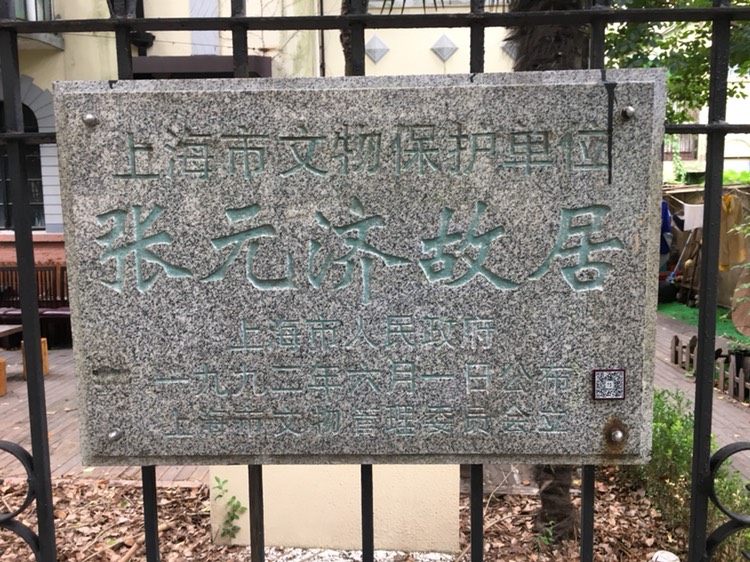 上海市文物保护单位
张元济故居
上海市人民政府
一九九二年六月一日公布
上海市文物管理委员会立